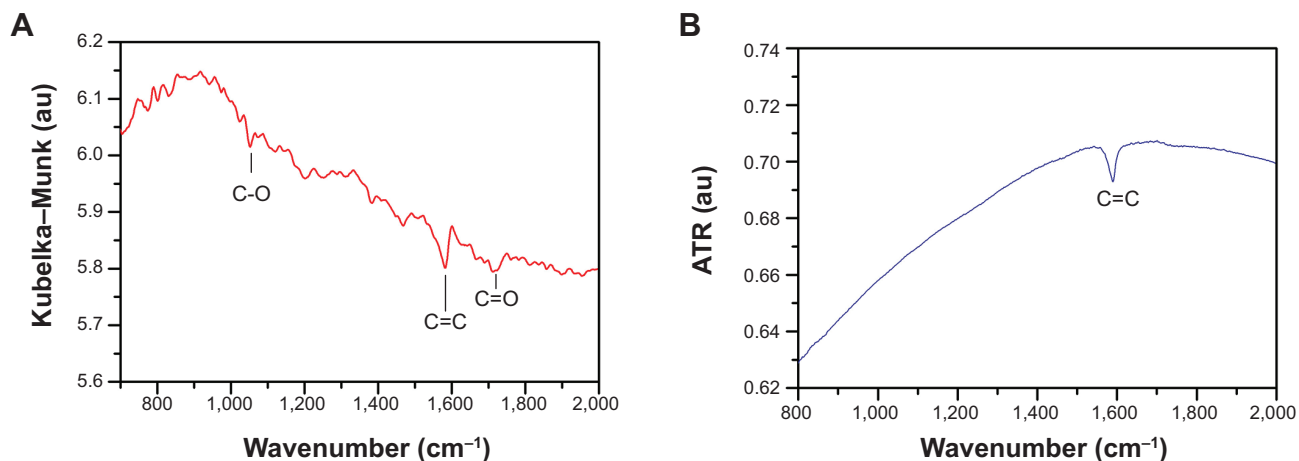 A
6.2
6.1
6.0
5.9
5.8
5.7
5.6
Kubelka–Munk (au)
C-O
C=C
C=O
800 1,000 1,200 1,400 1,600 1,800 2,000
Wavenumber (cm⁻¹)
B
0.74
0.72
0.70
0.68
0.66
0.64
0.62
ATR (au)
C=C
800 1,000 1,200 1,400 1,600 1,800 2,000
Wavenumber (cm⁻¹)